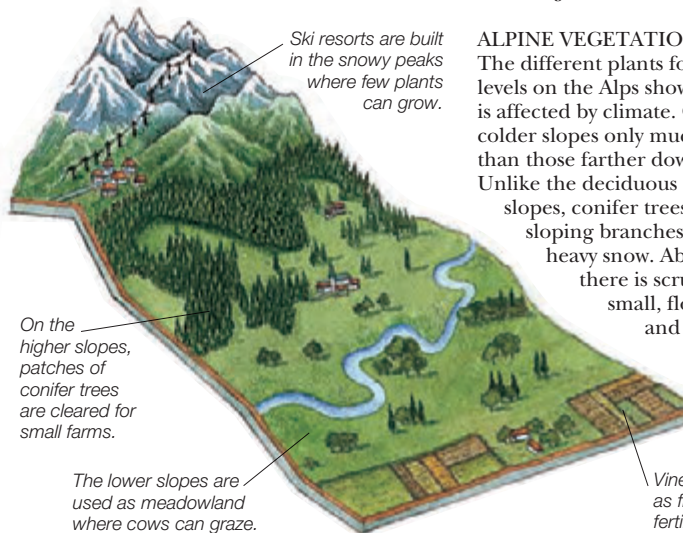 Ski resorts are built
in the snowy peaks
where few plants
can grow.
ALPINE VEGETATIO
The different plants fo
levels on the Alps show
is affected by climate.
colder slopes only muc
than those farther dow
Unlike the deciduous
slopes, conifer trees
sloping branches
heavy snow. Ab
there is scru
small, flo
and
On the
higher slopes,
patches of
conifer trees
are cleared for
small farms.
The lower slopes are
used as meadowland
where cows can graze.
Vine
as f
ferti